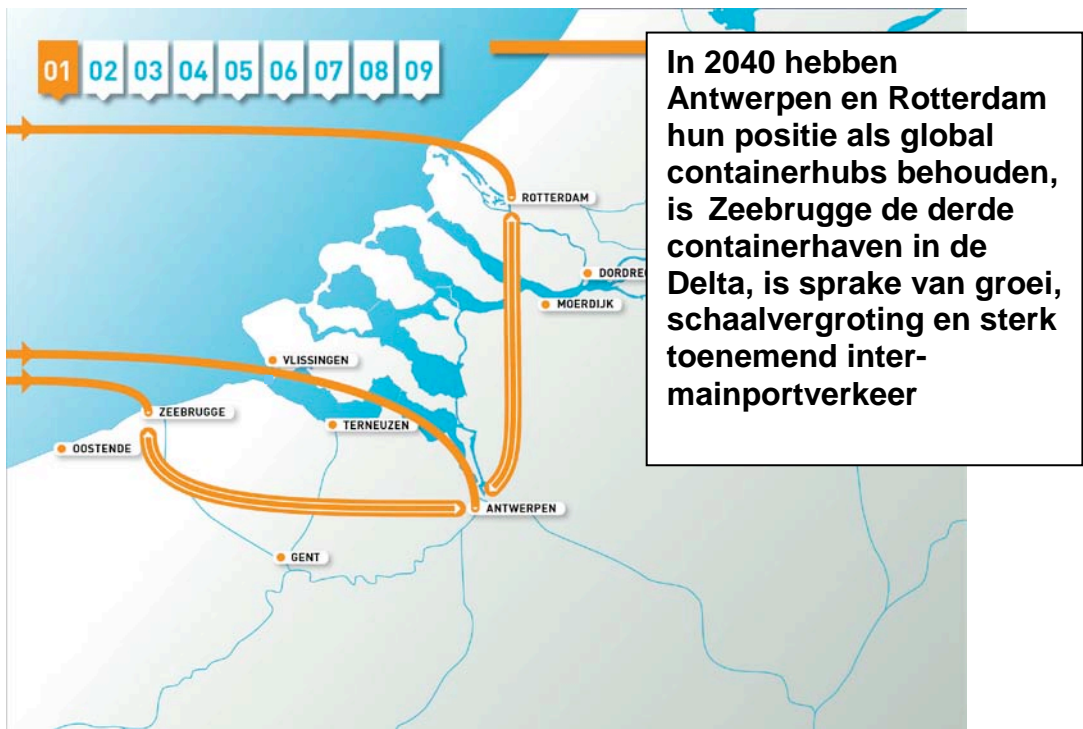 01 02 03 04 05 06 07 08 09
In 2040 hebben
Antwerpen en Rotterdam
hun positie als global
containerhubs behouden,
is Zeebrugge de derde
containerhaven in de
Delta, is sprake van groei,
schaalvergroting en sterk
toenemend inter-
mainportverkeer
ROTTERDAM
DORDREC
MOERDIJK
VLISSINGEN
ZEEBRUGGE
TERNEUZEN
OOSTENDE
ANTWERPEN
GENT